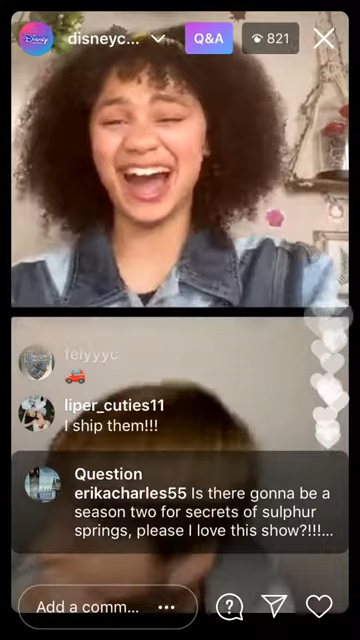 Disney
disneyc...
Q&A
821
felyyyc
liper_cuties11
I ship them!!!
Question
erikacharles55 Is there gonna be a
season two for secrets of sulphur
springs, please I love this show?!!!...
Add a comm...